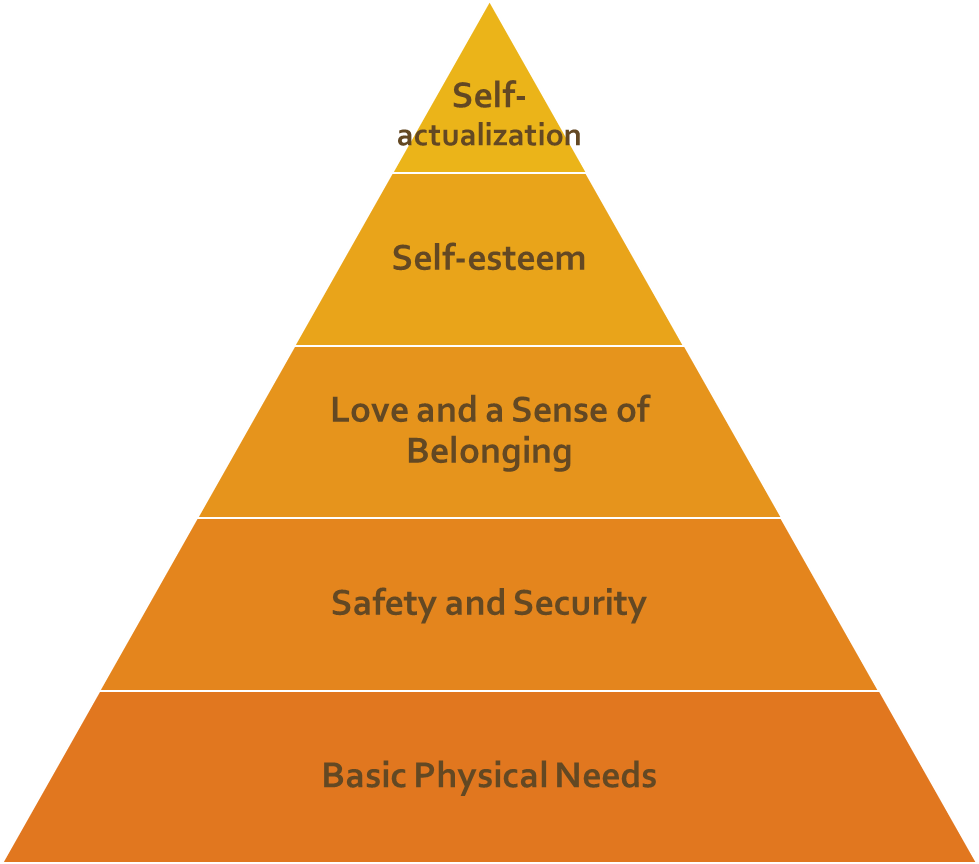 Self-
actualization
Self-esteem
Love and a Sense of
Belonging
Safety and Security
Basic Physical Needs